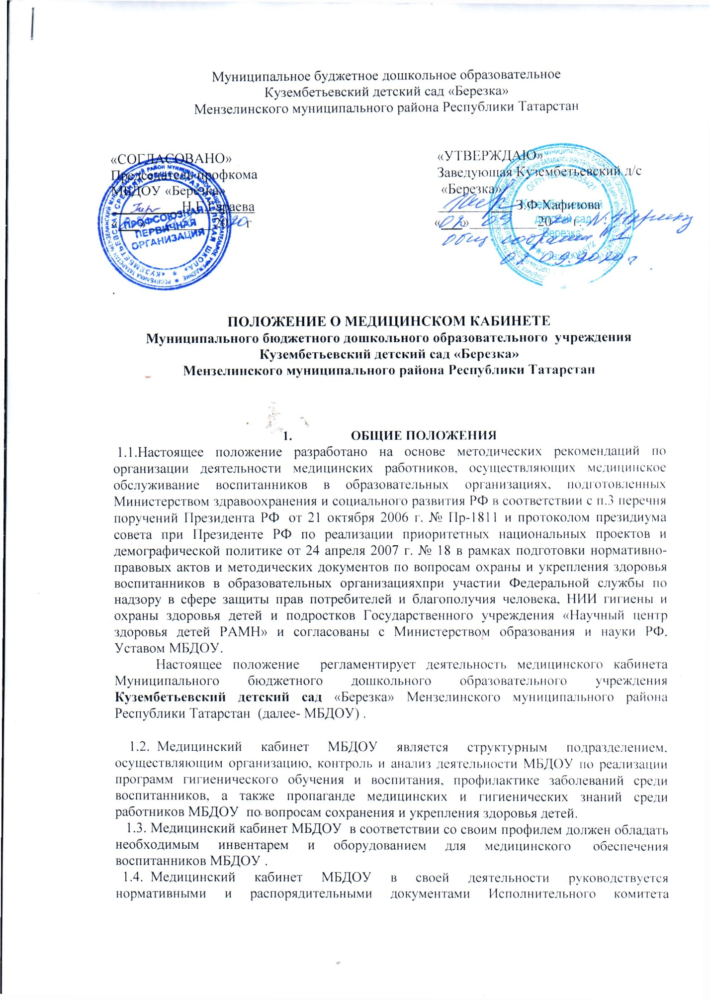 Муниципальное буджетное дошкольное образовательное
Кузембетьевский детский сад «Березка»
Мензелинского муниципального района Республики Татарстан
«СОГЛАСОВАНО»
Председатель профкома
МБДОУ «Березка»
Н.Г.Гараева
«___» 2020 г
ПРОФСОЮЗНАЯ
ПЕРВИЧНАЯ
ОРГАНИЗАЦИЯ
«УТВЕРЖДАЮ»
Заведующая Кузембетьевский д/с
«Березка»
З.Ф.Хафизова
«02» 09 2020 г.
общ. собрания №1
02.09.2020 г
Кузембетьевский
детский сад
"Березка"
ПОЛОЖЕНИЕ О МЕДИЦИНСКОМ КАБИНЕТЕ
Муниципального бюджетного дошкольного образовательного учреждения
Кузембетьевский детский сад «Березка»
Мензелинского муниципального района Республики Татарстан
1. ОБЩИЕ ПОЛОЖЕНИЯ
1.1.Настоящее положение разработано на основе методических рекомендаций по
организации деятельности медицинских работников, осуществляющих медицинское
обслуживание воспитанников в образовательных организациях, подготовленных
Министерством здравоохранения и социального развития РФ в соответствии с п.3 перечня
поручений Президента РФ от 21 октября 2006 г. № Пр-1811 и протоколом президиума
совета при Президенте РФ по реализации приоритетных национальных проектов и
демографической политике от 24 апреля 2007 г. № 18 в рамках подготовки нормативно-
правовых актов и методических документов по вопросам охраны и укрепления здоровья
воспитанников в образовательных организацияхпри участии Федеральной службы по
надзору в сфере защиты прав потребителей и благополучия человека, НИИ гигиены и
охраны здоровья детей и подростков Государственного учреждения «Научный центр
здоровья детей РАМН» и согласованы с Министерством образования и науки РФ,
Уставом МБДОУ.
Настоящее положение регламентирует деятельность медицинского кабинета
Муниципального бюджетного дошкольного образовательного учреждения
Кузембетьевский детский сад «Березка» Мензелинского муниципального района
Республики Татарстан (далее- МБДОУ) .
1.2. Медицинский кабинет МБДОУ является структурным подразделением,
осуществляющим организацию, контроль и анализ деятельности МБДОУ по реализации
программ гигиенического обучения и воспитания, профилактике заболеваний среди
воспитанников, а также пропаганде медицинских и гигиенических знаний среди
работников МБДОУ по вопросам сохранения и укрепления здоровья детей.
1.3. Медицинский кабинет МБДОУ в соответствии со своим профилем должен обладать
необходимым инвентарем и оборудованием для медицинского обеспечения
воспитанников МБДОУ .
1.4. Медицинский кабинет МБДОУ в своей деятельности руководствуется
нормативными и распорядительными документами Исполнительного комитета